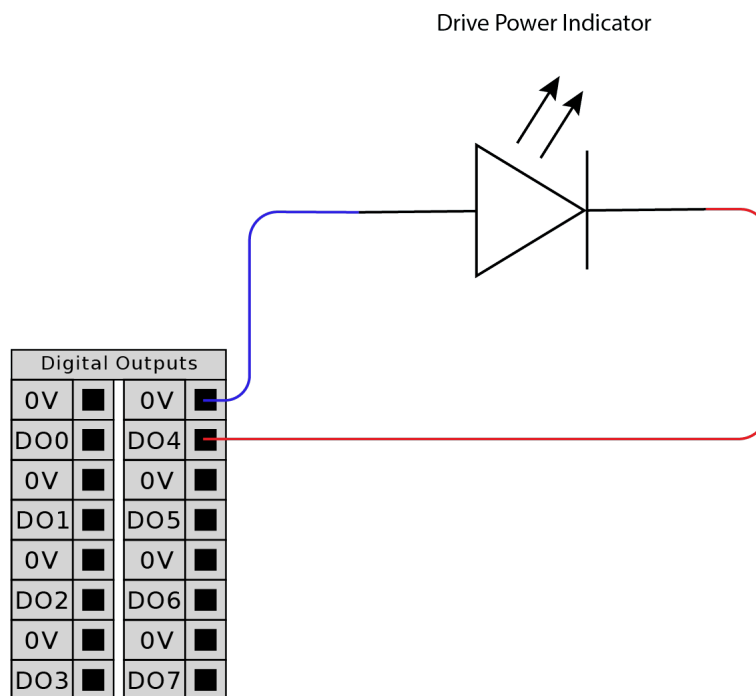 Drive Power Indicator
Digital Outputs
0V 0V
DO0 DO4
0V 0V
DO1 DO5
0V 0V
DO2 DO6
0V 0V
DO3 DO7